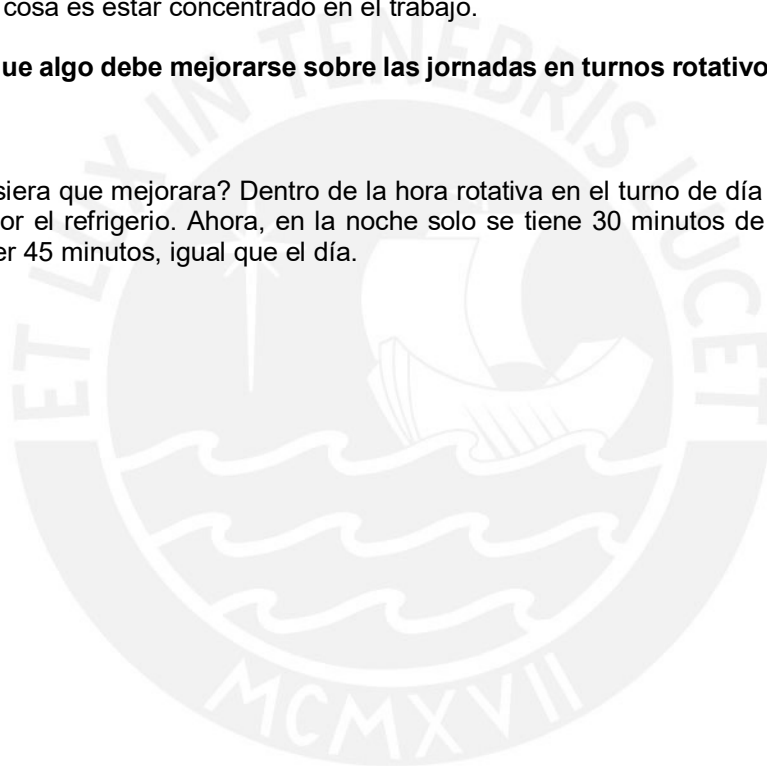 cosa es estar concentrado en el trabajo.
ue algo debe mejorarse sobre las jornadas en turnos rotativo
siera que mejorara? Dentro de la hora rotativa en el turno de día
or el refrigerio. Ahora, en la noche solo se tiene 30 minutos de
er 45 minutos, igual que el día.
ET LUX IN TENEBRIS LUCET
MCMXVII